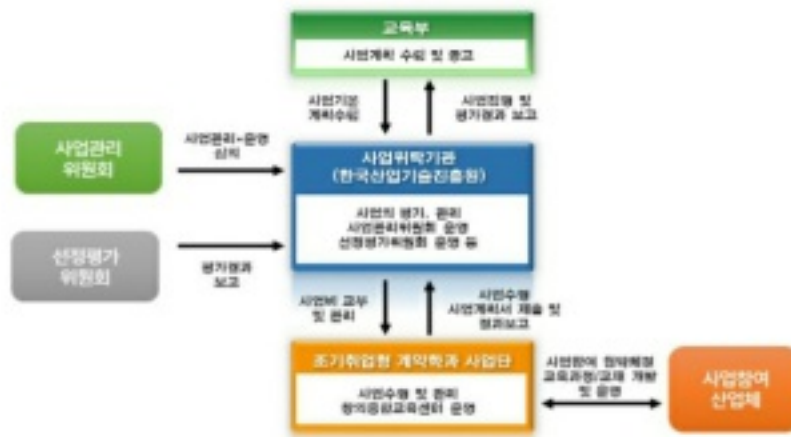 교육부
사업계획 수립 및 공고
사업기본
계획수립
사업진행 및
평가결과 보고
사업관리
위원회
사업관리·운영
심의
사업위탁기관
(한국산업기술진흥원)
사업의 평가, 관리
사업관리위원회 운영
선정평가위원회 운영 등
선정평가
위원회
평가결과
보고
사업비 교부
및 관리
사업수행
사업계획서 제출 및
결과보고
조기취업형 계약학과 사업단
사업수행 및 관리
창의융합교육센터 운영
사업참여 협약체결
교육과정/교재 개발
및 운영
사업참여
산업체